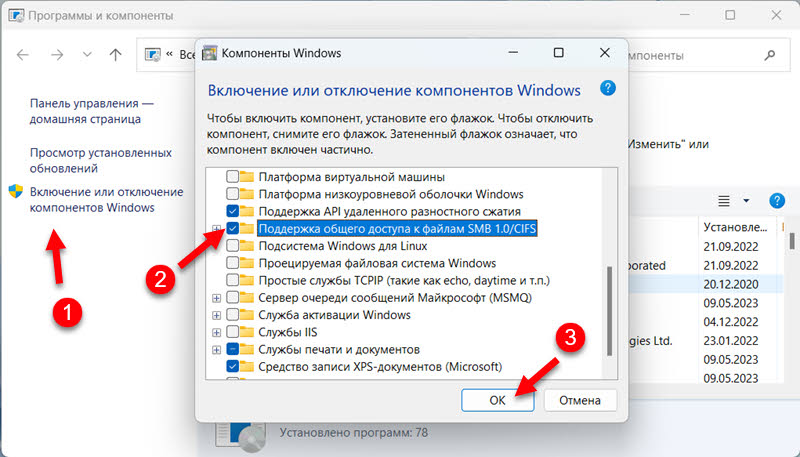 Программы и компоненты
Все
поненты
Панель управления —
домашняя страница
Просмотр установленных
обновлений
Включение или отключение
компонентов Windows
1
Компоненты Windows
Включение или отключение компонентов Windows
Чтобы включить компонент, установите его флажок. Чтобы отключить
компонент, снимите его флажок. Затененный флажок означает, что
компонент включен частично.
Платформа виртуальной машины
Платформа низкоуровневой оболочки Windows
Поддержка API удаленного разностного сжатия
Поддержка общего доступа к файлам SMB 1.0/CIFS
2
Подсистема Windows для Linux
Проецируемая файловая система Windows
Простые службы TCPIP (такие как echo, daytime и т.п.)
Сервер очереди сообщений Майкрософт (MSMQ)
Служба активации Windows
Службы IIS
Службы печати и документов
Средство записи XPS-документов (Microsoft)
3
ОК
Отмена
Изменить" или
Установле...
21.09.2022
orporated 21.09.2022
20.12.2020
09.05.2023
04.12.2022
gies Ltd. 23.01.2022
09.05.2023
09.05.2023
Установлено программ: 78